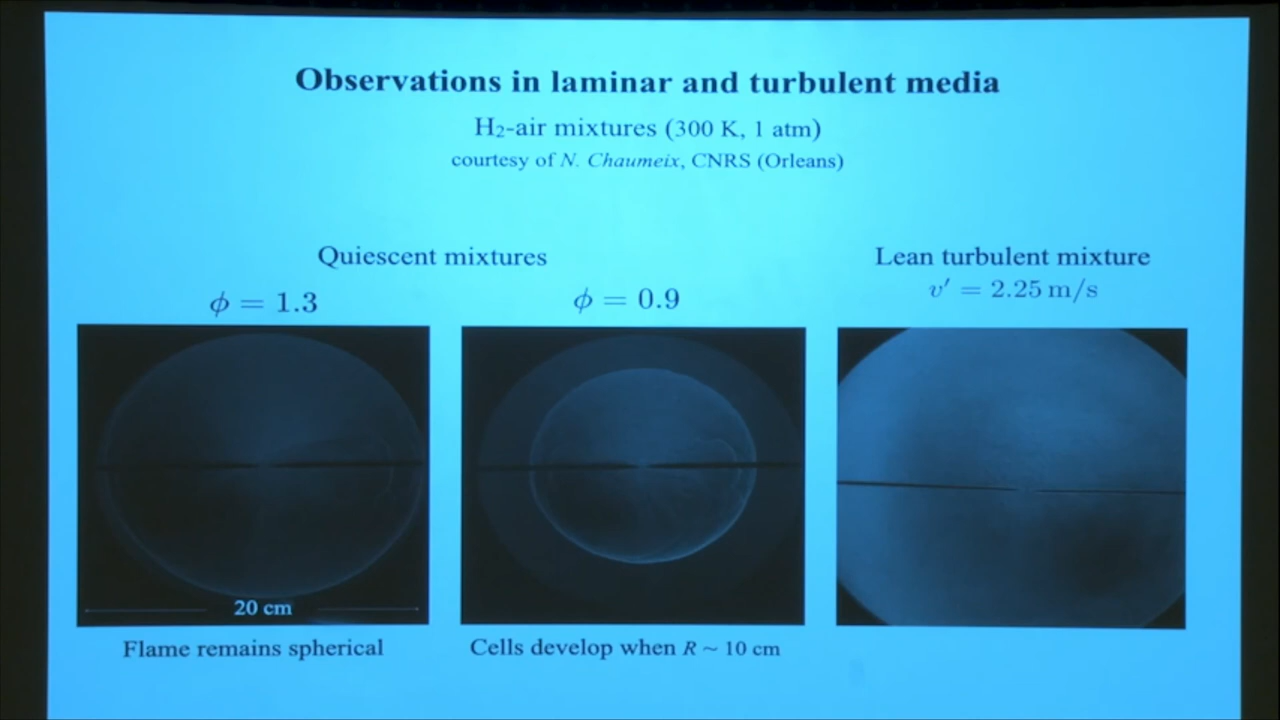 Observations in laminar and turbulent media
H₂-air mixtures (300 K, 1 atm)
courtesy of N. Chaumeix, CNRS (Orleans)
Quiescent mixtures
Lean turbulent mixture
ϕ = 1.3
ϕ = 0.9
v′ = 2.25 m/s
20 cm
Flame remains spherical
Cells develop when R ~ 10 cm